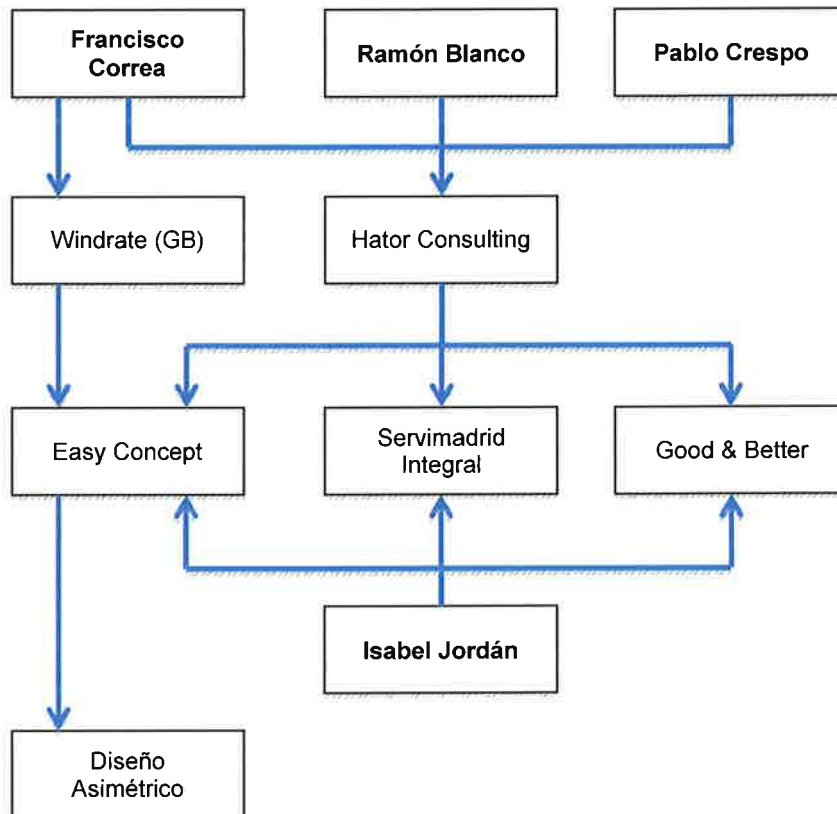 Francisco
Correa
Ramón Blanco
Pablo Crespo
Windrate (GB)
Hator Consulting
Easy Concept
Servimadrid
Integral
Good & Better
Isabel Jordán
Diseño
Asimétrico